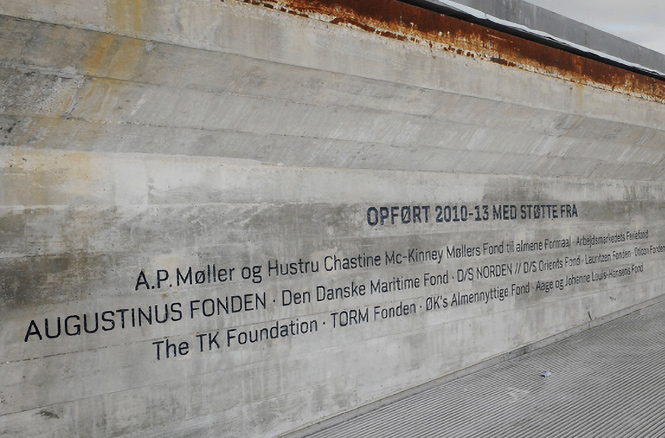 OPFØRT 2010-13 MED STØTTE FRA
A.P. Møller og Hustru Chastine Mc-Kinney Møllers Fond til almene Formaal · Arbejdsmarkedets Feriefond
AUGUSTINUS FONDEN · Den Danske Maritime Fond · D/S NORDEN // D/S Orients Fond · Lauritzen Fonden · Oticon Fonden
The TK Foundation · TORM Fonden · ØK's Almennyttige Fond · Aage og Johanne Louis-Hansens Fond